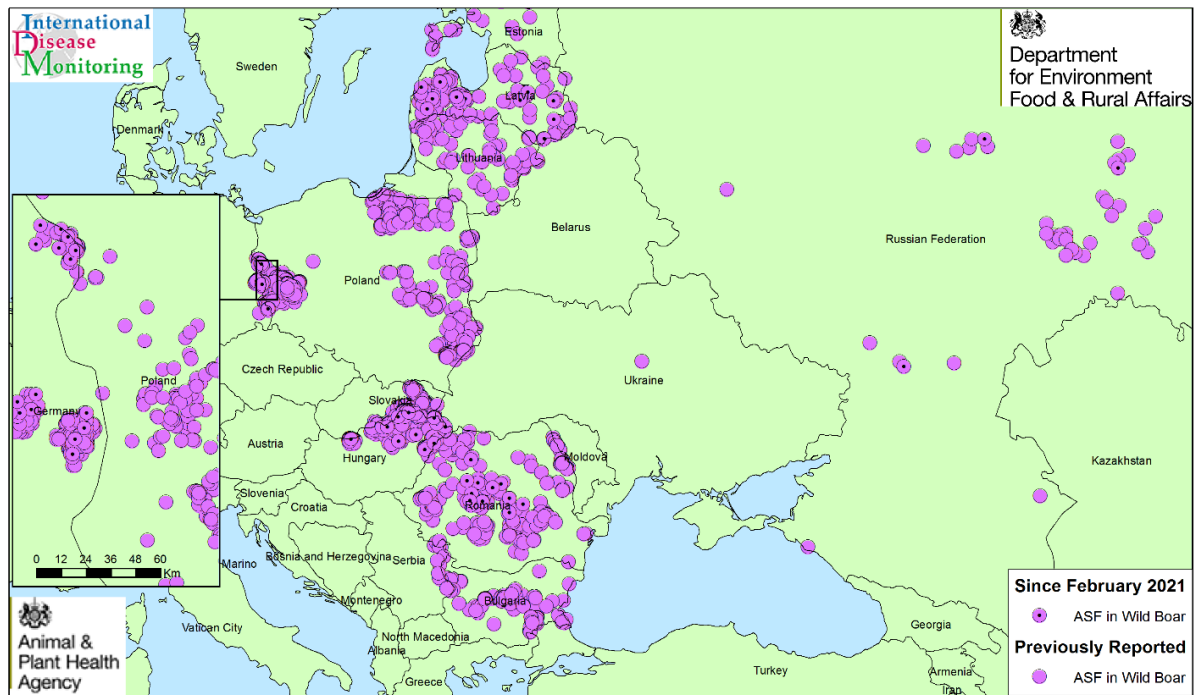 International
Disease
Monitoring
Department
for Environment
Food & Rural Affairs
Sweden
Estonia
Latvia
Denmark
Lithuania
Belarus
Russian Federation
Poland
Czech Republic
Ukraine
Slovakia
Austria
Hungary
Moldova
Kazakhstan
Slovenia
Croatia
Romania
Bosnia and Herzegovina
Serbia
Marino
Montenegro
Bulgaria
Vatican City
North Macedonia
Albania
Greece
Turkey
Georgia
Armenia
Iran
Poland
Germany
0 12 24 36 48 60
Km
Animal &
Plant Health
Agency
Since February 2021
ASF in Wild Boar
Previously Reported
ASF in Wild Boar